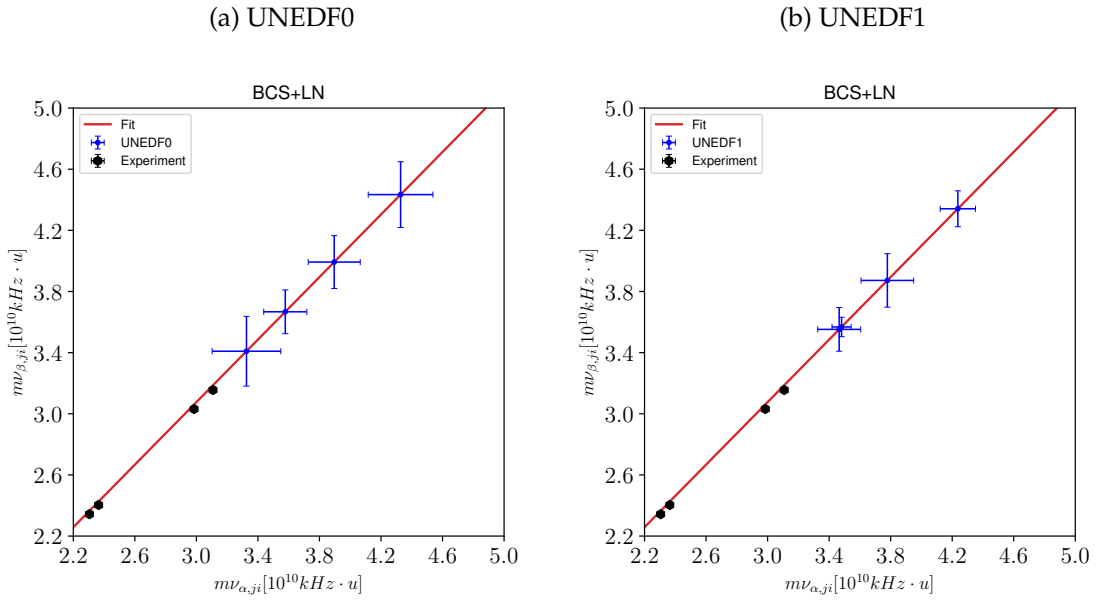 (a) UNEDF0
(b) UNEDF1
BCS+LN
Fit
UNEDF0
Experiment
5.0
4.6
4.2
3.8
3.4
3.0
2.6
2.2
mν_{β,ji}[10^{10}kHz · u]
2.2 2.6 3.0 3.4 3.8 4.2 4.6 5.0
mν_{α,ji}[10^{10}kHz · u]
BCS+LN
Fit
UNEDF1
Experiment
5.0
4.6
4.2
3.8
3.4
3.0
2.6
2.2
mν_{β,ji}[10^{10}kHz · u]
2.2 2.6 3.0 3.4 3.8 4.2 4.6 5.0
mν_{α,ji}[10^{10}kHz · u]